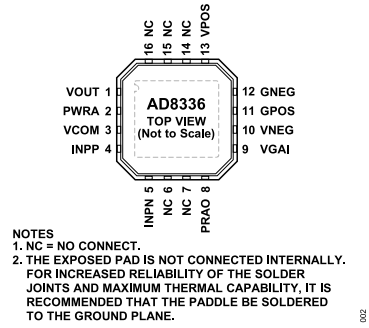 16 NC
15 NC
14 NC
13 VPOS
VOUT 1
PWRA 2
VCOM 3
INPP 4
AD8336
TOP VIEW
(Not to Scale)
12 GNEG
11 GPOS
10 VNEG
9 VGAI
INPN 5
NC 6
NC 7
PRAO 8
NOTES
1. NC = NO CONNECT.
2. THE EXPOSED PAD IS NOT CONNECTED INTERNALLY.
FOR INCREASED RELIABILITY OF THE SOLDER
JOINTS AND MAXIMUM THERMAL CAPABILITY, IT IS
RECOMMENDED THAT THE PADDLE BE SOLDERED
TO THE GROUND PLANE.
002